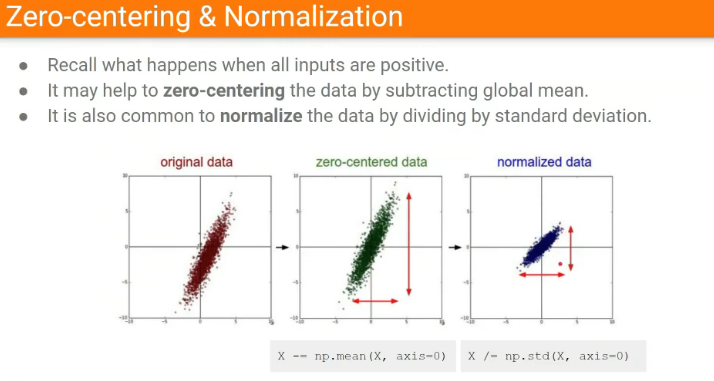 Zero-centering & Normalization
● Recall what happens when all inputs are positive.
● It may help to zero-centering the data by subtracting global mean.
● It is also common to normalize the data by dividing by standard deviation.
original data
zero-centered data
normalized data
X -= np.mean(X, axis=0)
X /= np.std(X, axis=0)